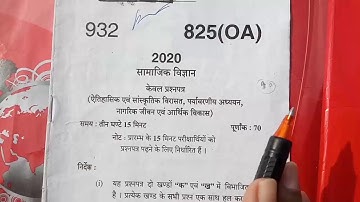 932 825(OA)
2020
सामाजिक विज्ञान
केवल प्रश्नपत्र
(ऐतिहासिक एवं सांस्कृतिक विरासत, पर्यावरणीय अध्ययन,
नागरिक जीवन एवं आर्थिक विकास)
समय : तीन घण्टे 15 मिनट पूर्णांक : 70
नोट : प्रारम्भ के 15 मिनट परीक्षार्थियों को
प्रश्नपत्र पढ़ने के लिए निर्धारित हैं ।
निर्देश :
(i) यह प्रश्नपत्र दो खण्डों "क" एवं "ख" में विभाजित
है । प्रत्येक खण्ड के सभी प्रश्न एक साथ हल